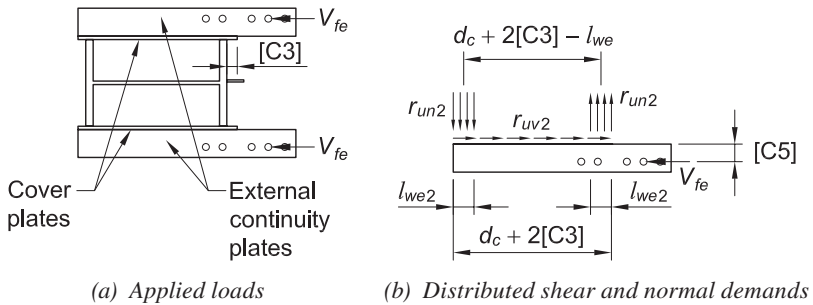 V_fe
[C3]
V_fe
Cover
plates
External
continuity
plates
(a) Applied loads
d_c + 2[C3] – l_we
r_un2
r_un2
r_uv2
[C5]
V_fe
l_we2
l_we2
d_c + 2[C3]
(b) Distributed shear and normal demands